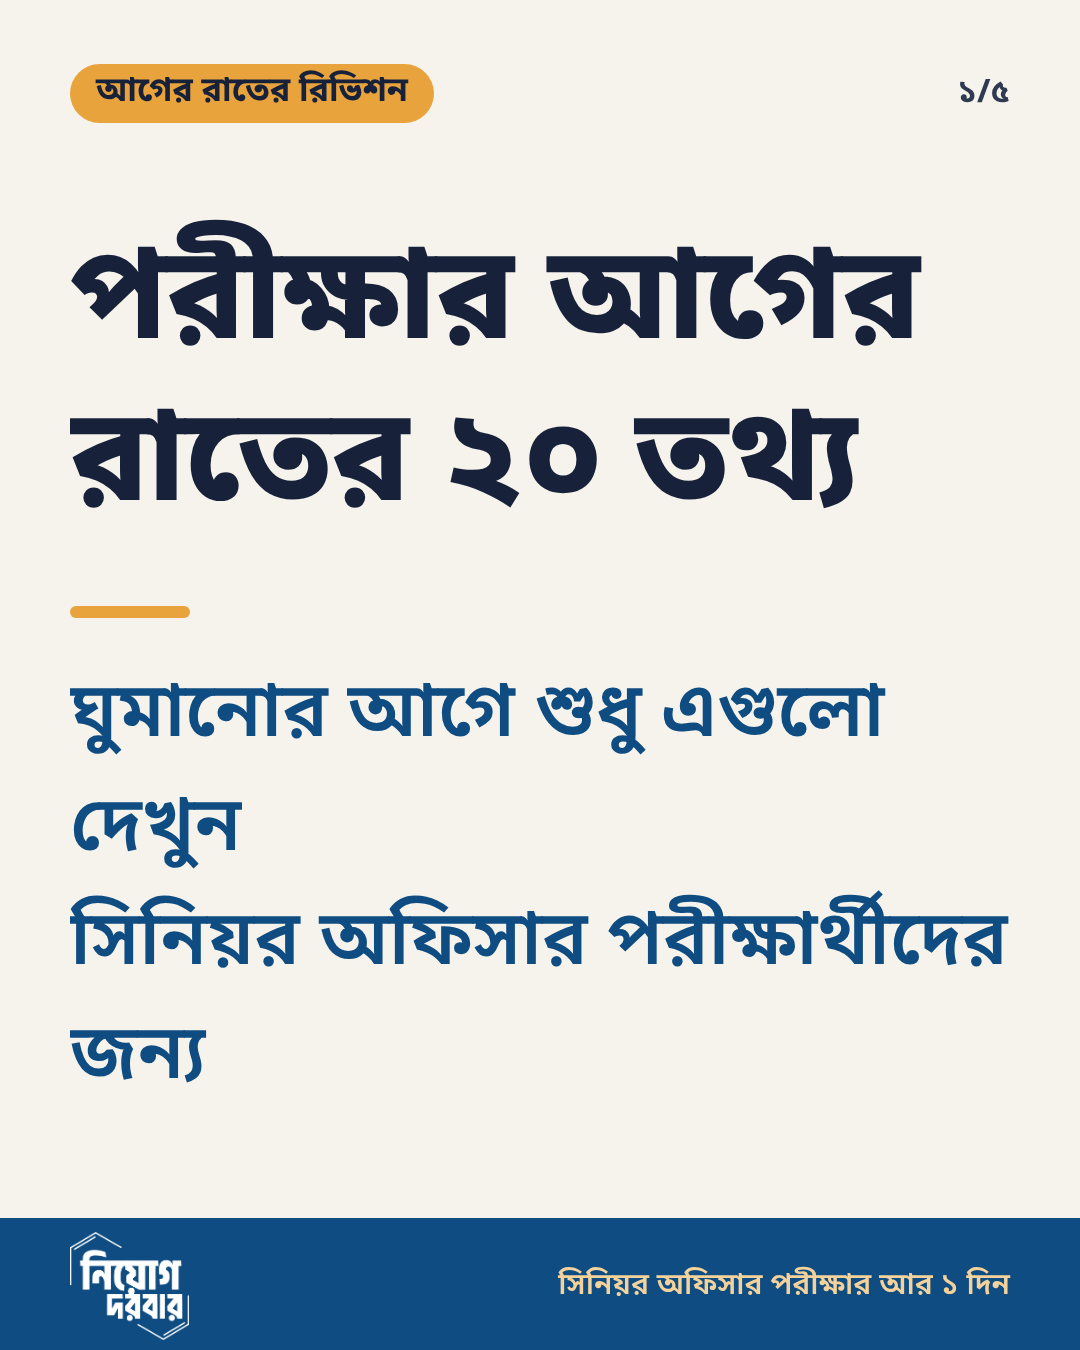 আগের রাতের রিভিশন
১/৫
পরীক্ষার আগের
রাতের ২০ তথ্য
ঘুমানোর আগে শুধু এগুলো
দেখুন
সিনিয়র অফিসার পরীক্ষার্থীদের
জন্য
নিয়োগ
দরবার
সিনিয়র অফিসার পরীক্ষার আর ১ দিন